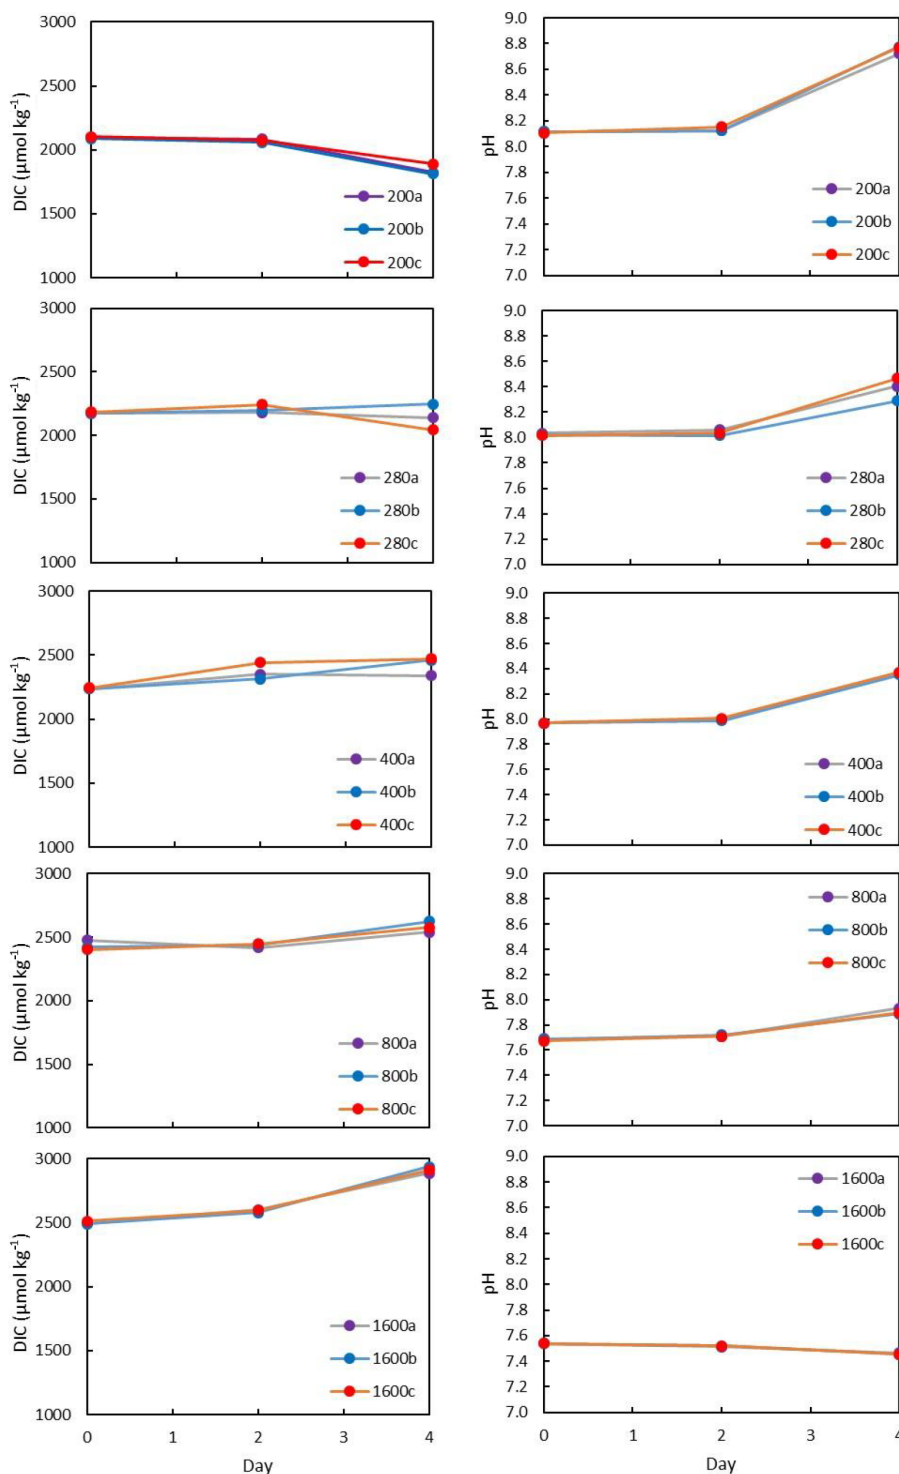 3000
2500
2000
1500
1000
DIC (µmol kg⁻¹)
200a
200b
200c
9.0
8.8
8.6
8.4
8.2
8.0
7.8
7.6
7.4
7.2
7.0
pH
200a
200b
200c
0
1
2
3
4
3000
2500
2000
1500
1000
DIC (µmol kg⁻¹)
280a
280b
280c
0
1
2
3
4
9.0
8.8
8.6
8.4
8.2
8.0
7.8
7.6
7.4
7.2
7.0
pH
280a
280b
280c
3000
2500
2000
1500
1000
DIC (µmol kg⁻¹)
400a
400b
400c
9.0
8.8
8.6
8.4
8.2
8.0
7.8
7.6
7.4
7.2
7.0
pH
400a
400b
400c
3000
2500
2000
1500
1000
DIC (µmol kg⁻¹)
800a
800b
800c
9.0
8.8
8.6
8.4
8.2
8.0
7.8
7.6
7.4
7.2
7.0
pH
800a
800b
800c
3000
2500
2000
1500
1000
DIC (µmol kg⁻¹)
1600a
1600b
1600c
0
1
2
3
4
Day
9.0
8.8
8.6
8.4
8.2
8.0
7.8
7.6
7.4
7.2
7.0
pH
1600a
1600b
1600c
0
1
2
3
4
Day